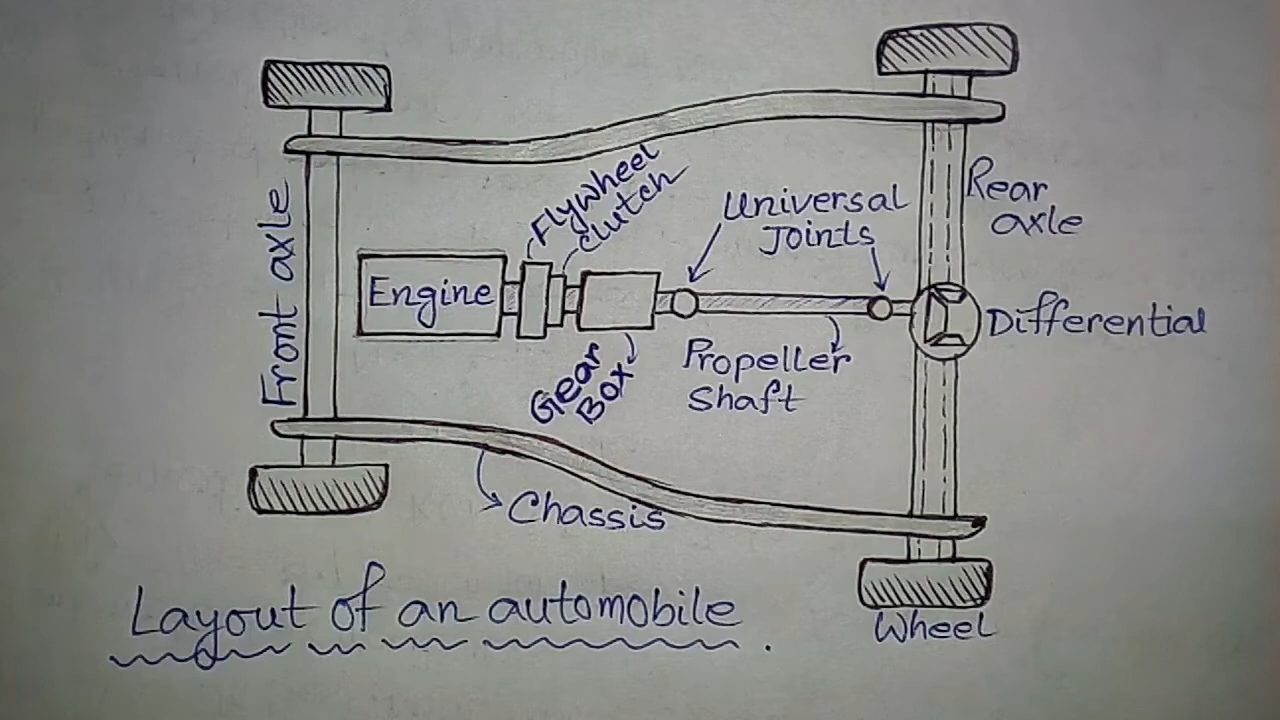 Flywheel
clutch
Universal
Joints
Rear
axle
Front axle
Engine
Differential
Gear
Box
Propeller
Shaft
Chassis
Layout of an automobile.
Wheel